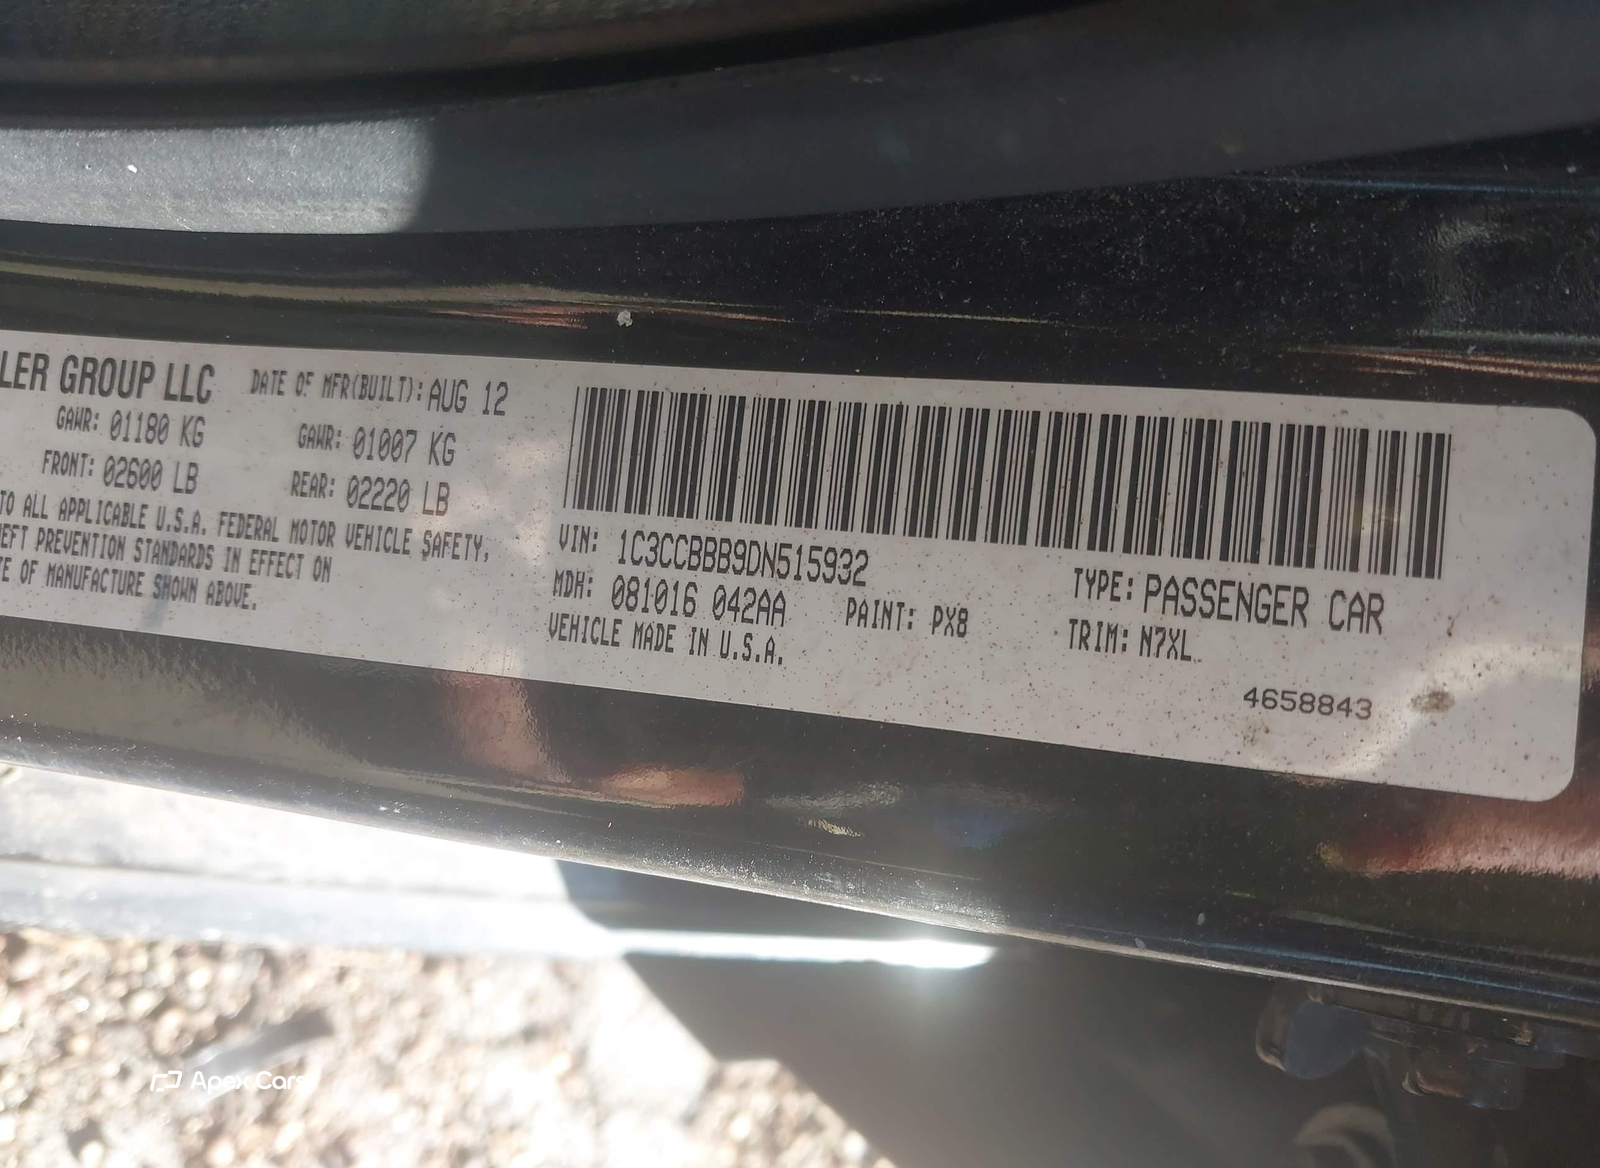 LER GROUP LLC
DATE OF MFR(BUILT): AUG 12
GAWR: 01180 KG
GAWR: 01007 KG
FRONT: 02600 LB
REAR: 02220 LB
TO ALL APPLICABLE U.S.A. FEDERAL MOTOR VEHICLE SAFETY,
EFT PREVENTION STANDARDS IN EFFECT ON
TE OF MANUFACTURE SHOWN ABOVE.
VIN: 1C3CCBBB9DN515932
TYPE: PASSENGER CAR
MDH: 081016 042AA
PAINT: PX8
TRIM: N7XL
VEHICLE MADE IN U.S.A.
4658843
Apex Cars